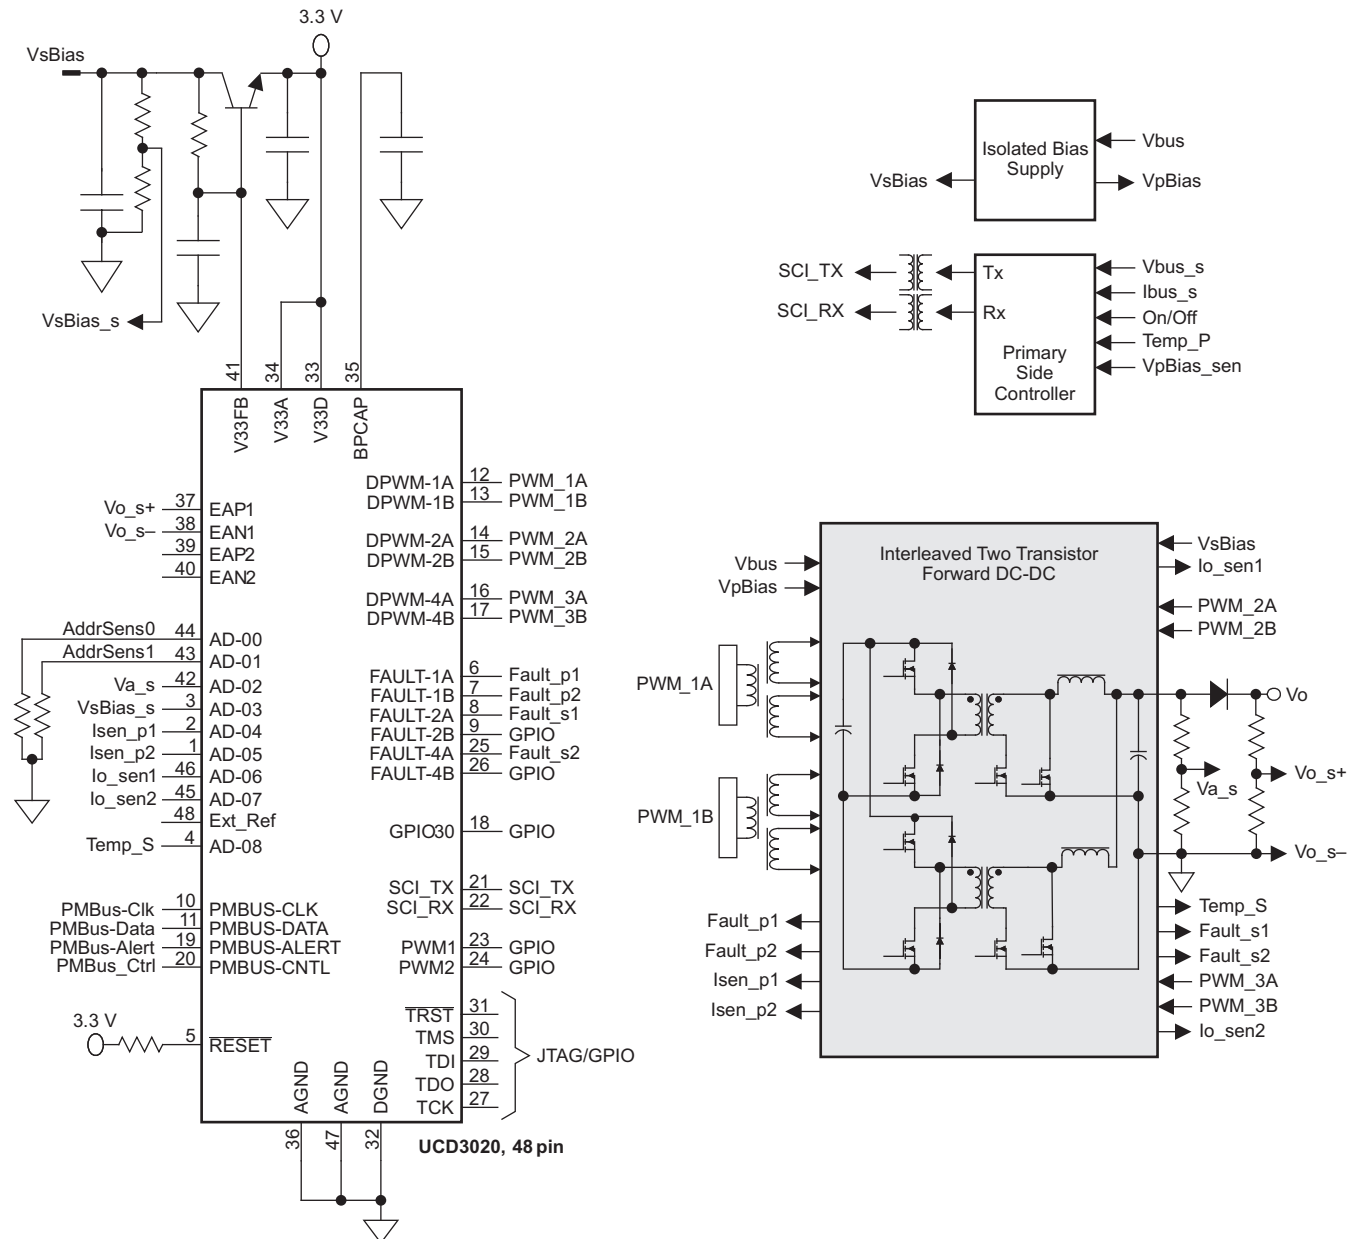 3.3 V
VsBias
VsBias_s
41
34
33
35
V33FB
V33A
V33D
BPCAP
Vo_s+ 37 EAP1
Vo_s– 38 EAN1
39 EAP2
40 EAN2
AddrSens0 44 AD-00
AddrSens1 43 AD-01
Va_s 42 AD-02
VsBias_s 3 AD-03
Isen_p1 2 AD-04
Isen_p2 1 AD-05
Io_sen1 46 AD-06
Io_sen2 45 AD-07
48 Ext_Ref
Temp_S 4 AD-08
PMBus-Clk 10 PMBUS-CLK
PMBus-Data 11 PMBUS-DATA
PMBus-Alert 19 PMBUS-ALERT
PMBus_Ctrl 20 PMBUS-CNTL
3.3 V
5 RESET
DPWM-1A 12 PWM_1A
DPWM-1B 13 PWM_1B
DPWM-2A 14 PWM_2A
DPWM-2B 15 PWM_2B
DPWM-4A 16 PWM_3A
DPWM-4B 17 PWM_3B
FAULT-1A 6 Fault_p1
FAULT-1B 7 Fault_p2
FAULT-2A 8 Fault_s1
FAULT-2B 9 GPIO
FAULT-4A 25 Fault_s2
FAULT-4B 26 GPIO
GPIO30 18 GPIO
SCI_TX 21 SCI_TX
SCI_RX 22 SCI_RX
PWM1 23 GPIO
PWM2 24 GPIO
TRST 31
TMS 30
TDI 29
TDO 28
TCK 27
JTAG/GPIO
AGND
AGND
DGND
36
47
32
UCD3020, 48 pin
Isolated Bias
Supply
Vbus
VsBias
VpBias
SCI_TX
Tx
SCI_RX
Rx
Primary
Side
Controller
Vbus_s
Ibus_s
On/Off
Temp_P
VpBias_sen
Interleaved Two Transistor
Forward DC-DC
Vbus
VpBias
PWM_1A
PWM_1B
Fault_p1
Fault_p2
Isen_p1
Isen_p2
VsBias
Io_sen1
PWM_2A
PWM_2B
Vo
Vo_s+
Va_s
Vo_s–
Temp_S
Fault_s1
Fault_s2
PWM_3A
PWM_3B
Io_sen2